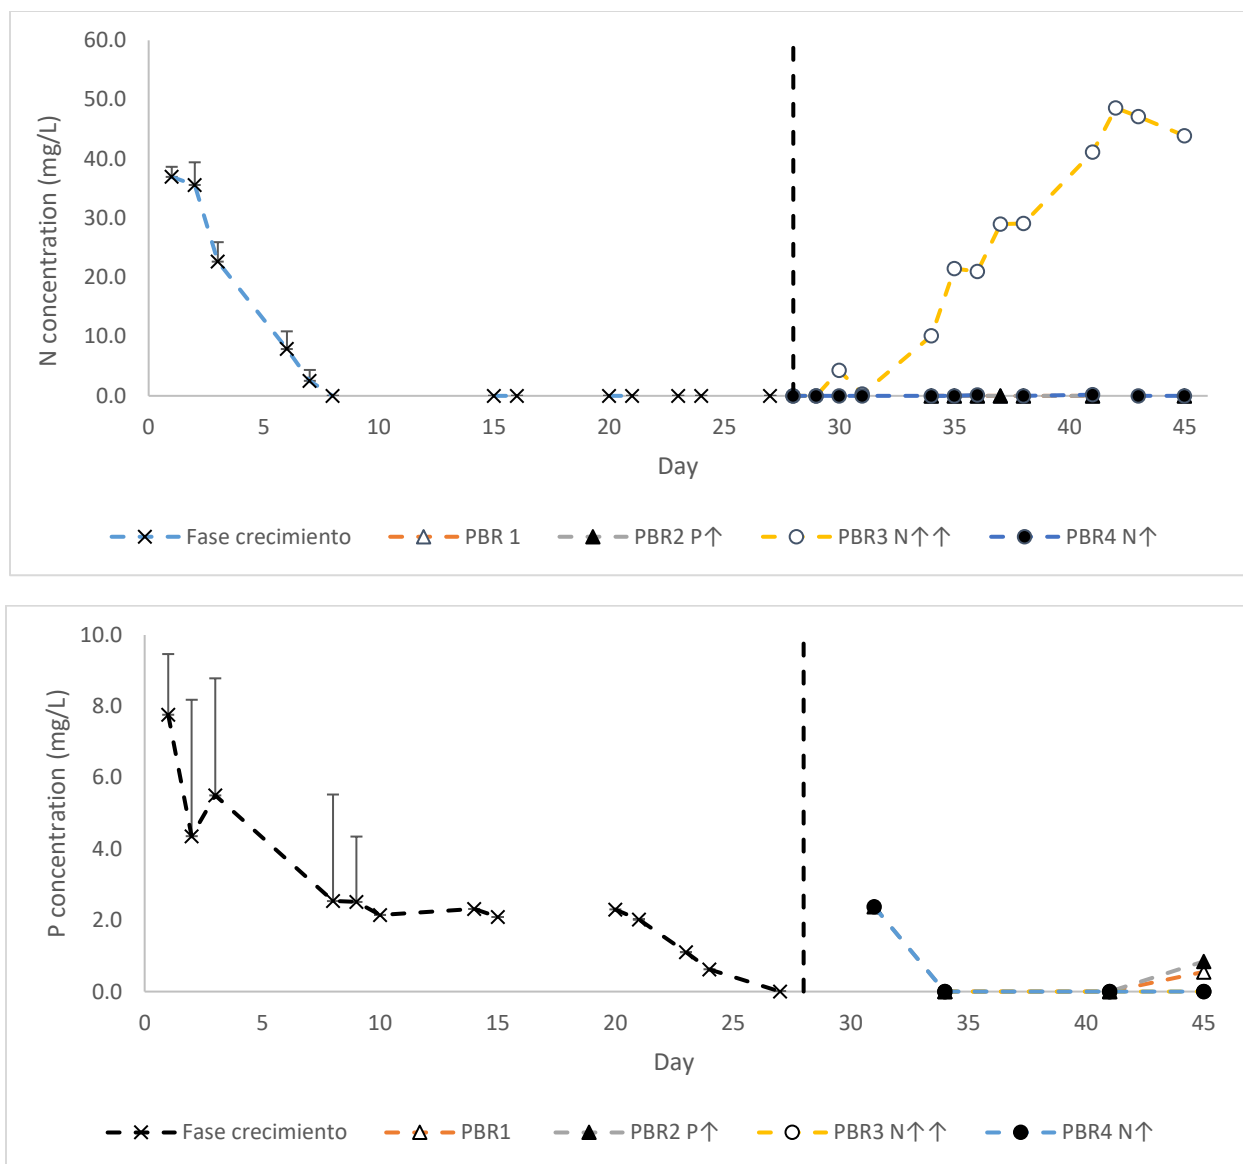 60.0
50.0
40.0
30.0
20.0
10.0
0.0
N concentration (mg/L)
0 5 10 15 20 25 30 35 40 45
Day
Fase crecimiento PBR 1 PBR2 P↑ PBR3 N↑↑ PBR4 N↑
10.0
8.0
6.0
4.0
2.0
0.0
P concentration (mg/L)
0 5 10 15 20 25 30 35 40 45
Day
Fase crecimiento PBR1 PBR2 P↑ PBR3 N↑↑ PBR4 N↑